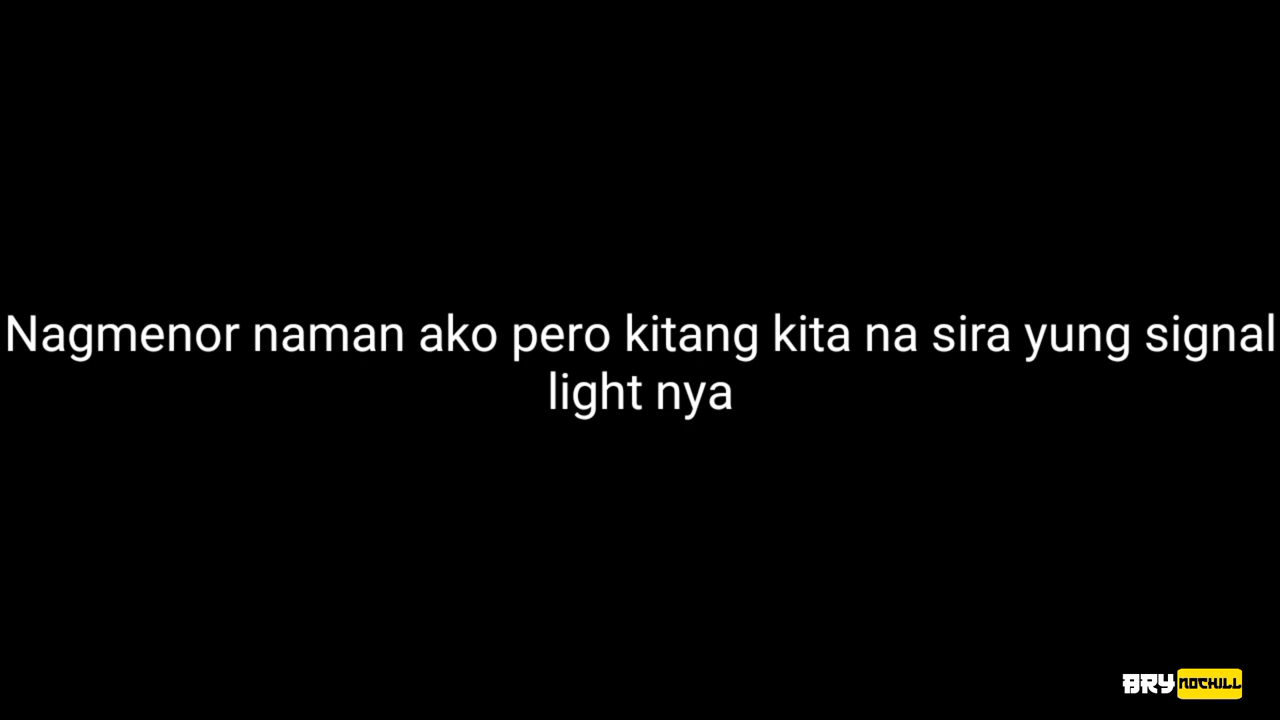 Nagmenor naman ako pero kitang kita na sira yung signal
light nya
BRY NOCHILL